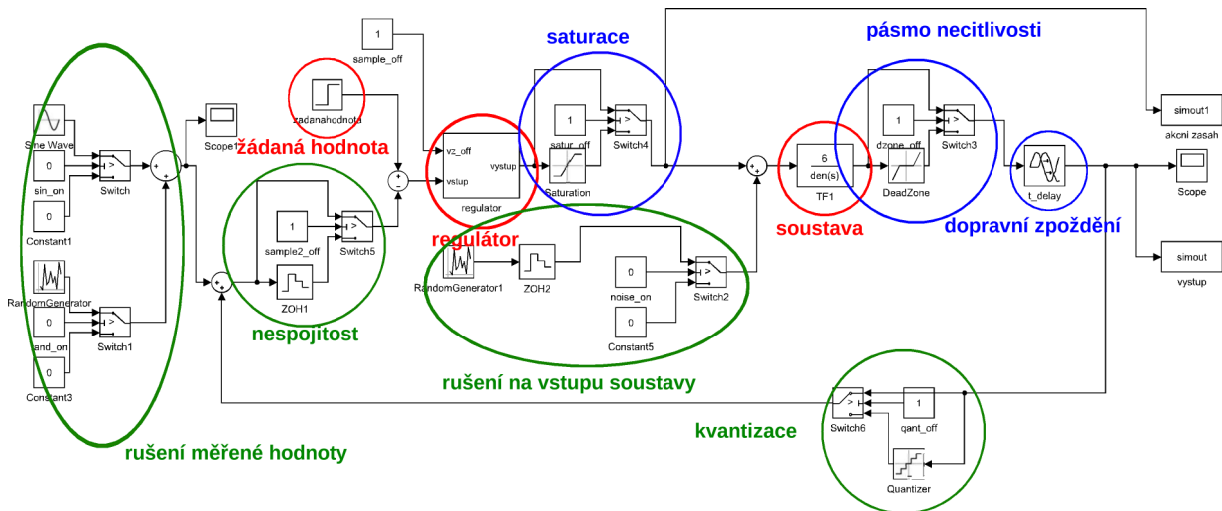 saturace
pásmo necitlivosti
1
sample_off
zadanahodnota
žádaná hodnota
Sine Wave
0
sin_on
0
Constant1
Switch
Scope1
RandomGenerator
0
0
Constant3
Switch1
rušení měřené hodnoty
1
sample2_off
ZOH1
Switch5
nespojitost
vz_off
vstup
vystup
regulator
regulátor
1
satur_off
Saturation
Switch4
RandomGenerator1
ZOH2
0
noise_on
0
Constant5
Switch2
rušení na vstupu soustavy
6
den(s)
TF1
soustava
1
dzone_off
DeadZone
Switch3
t_delay
dopravní zpoždění
simout1
akcni zasah
Scope
simout
vystup
kvantizace
Switch6
1
qant_off
Quantizer